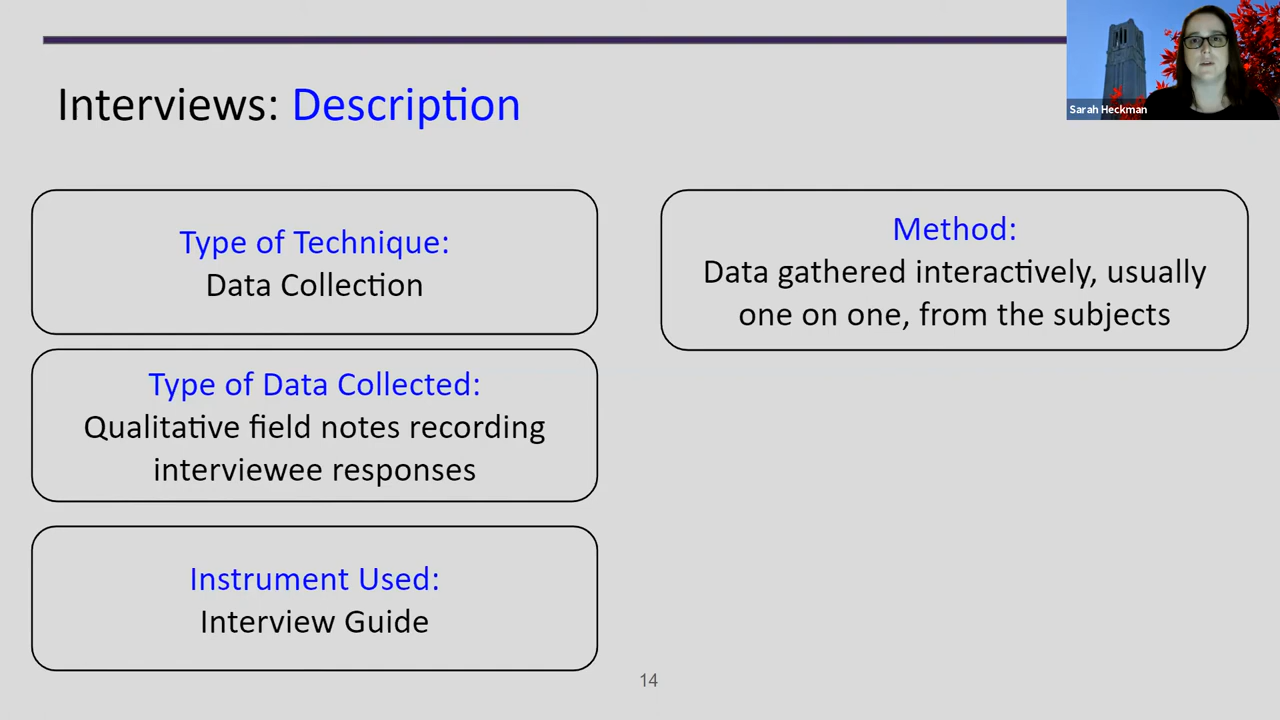 Sarah Heckman
Interviews: Description
Type of Technique:
Data Collection
Type of Data Collected:
Qualitative field notes recording
interviewee responses
Instrument Used:
Interview Guide
Method:
Data gathered interactively, usually
one on one, from the subjects
14